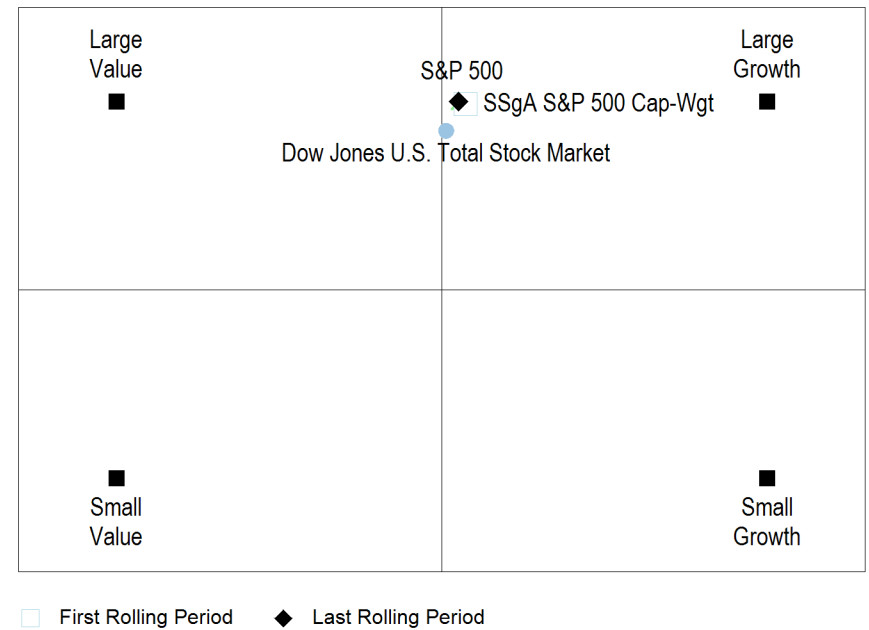 Large
Value
Large
Growth
S&P 500
SSgA S&P 500 Cap-Wgt
Dow Jones U.S. Total Stock Market
Small
Value
Small
Growth
First Rolling Period
Last Rolling Period